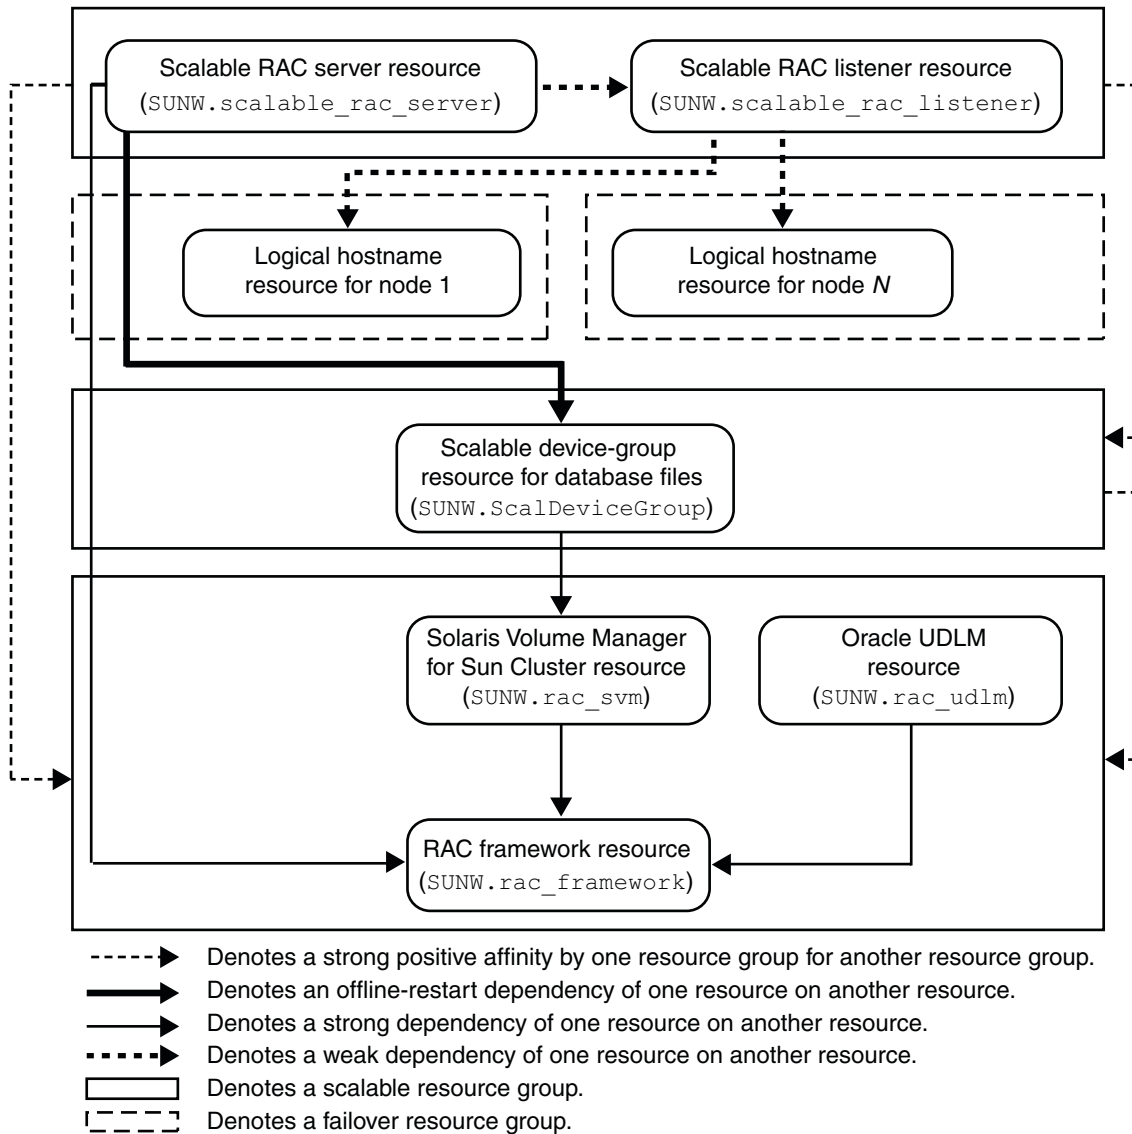 Scalable RAC server resource
(SUNW.scalable_rac_server)
Scalable RAC listener resource
(SUNW.scalable_rac_listener)
Logical hostname
resource for node 1
Logical hostname
resource for node N
Scalable device-group
resource for database files
(SUNW.ScalDeviceGroup)
Solaris Volume Manager
for Sun Cluster resource
(SUNW.rac_svm)
Oracle UDLM
resource
(SUNW.rac_udlm)
RAC framework resource
(SUNW.rac_framework)
Denotes a strong positive affinity by one resource group for another resource group.
Denotes an offline-restart dependency of one resource on another resource.
Denotes a strong dependency of one resource on another resource.
Denotes a weak dependency of one resource on another resource.
Denotes a scalable resource group.
Denotes a failover resource group.